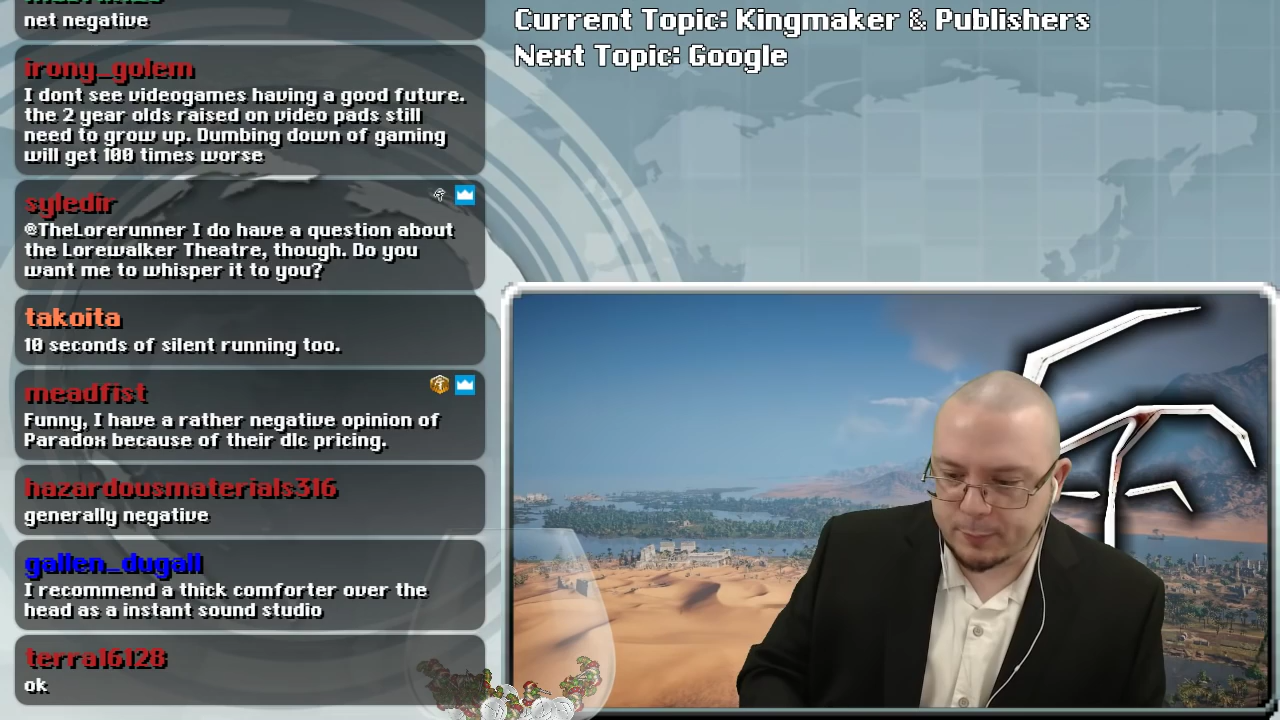 net negative
irony_golem
I dont see videogames having a good future.
the 2 year olds raised on video pads still
need to grow up. Dumbing down of gaming
will get 100 times worse
syledir
@TheLorerunner I do have a question about
the Lorewalker Theatre, though. Do you
want me to whisper it to you?
takoita
10 seconds of silent running too.
meadfist
Funny, I have a rather negative opinion of
Paradox because of their dlc pricing.
hazardousmaterials316
generally negative
gallen_dugall
I recommend a thick comforter over the
head as a instant sound studio
terra16128
ok
Current Topic: Kingmaker & Publishers
Next Topic: Google